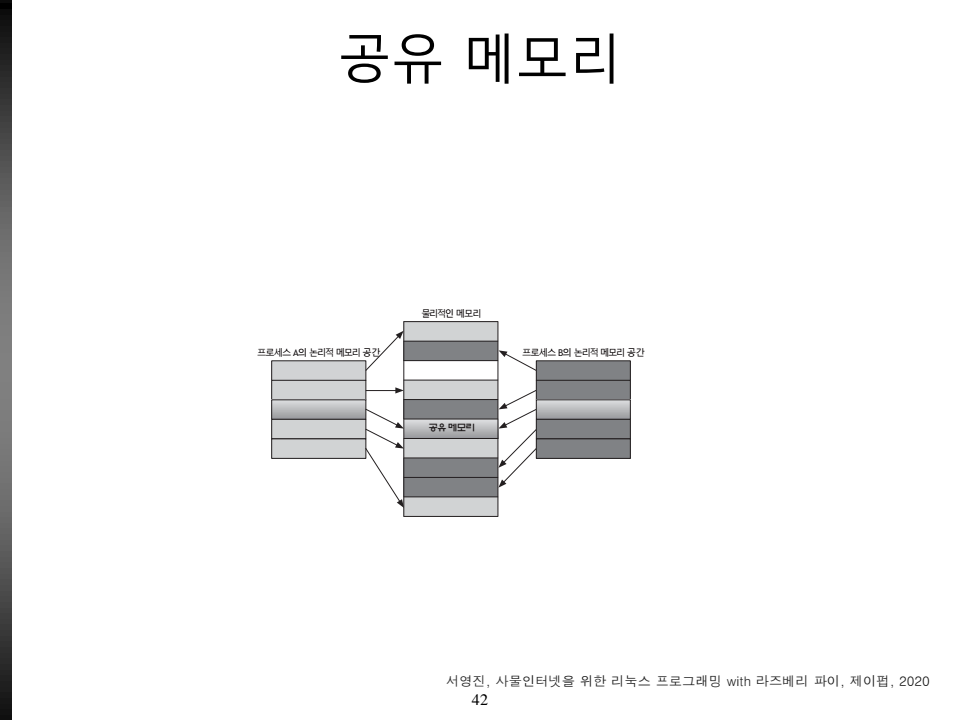 공유 메모리
물리적인 메모리
프로세스 A의 논리적 메모리 공간
프로세스 B의 논리적 메모리 공간
공유 메모리
서영진, 사물인터넷을 위한 리눅스 프로그래밍 with 라즈베리 파이, 제이펍, 2020
42